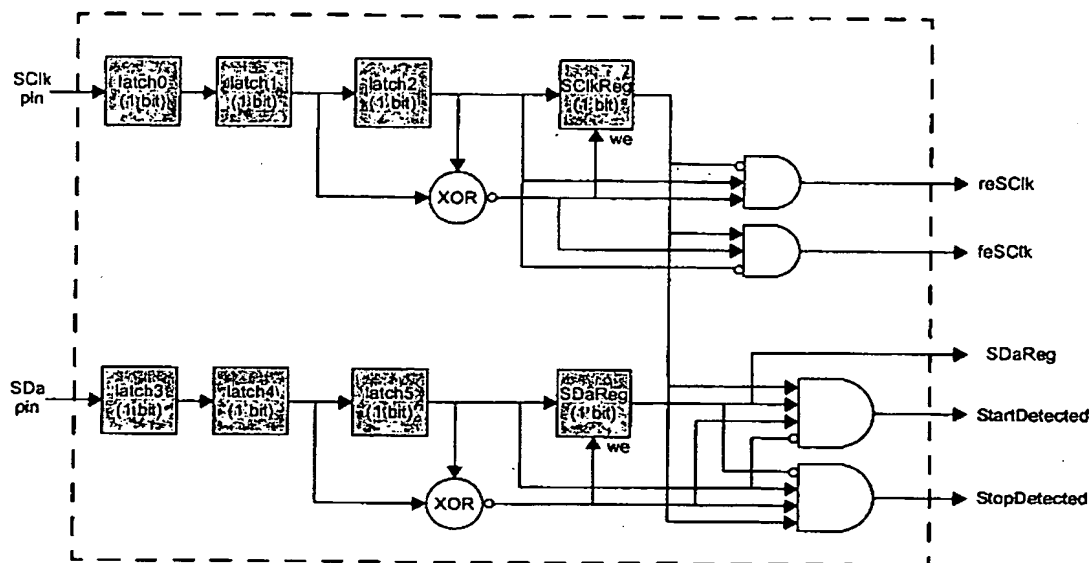 SClk
pin
latch0
(1 bit)
latch1
(1 bit)
latch2
(1 bit)
SClkReg
(1 bit)
we
XOR
reSClk
feSClk
SDa
pin
latch3
(1 bit)
latch4
(1 bit)
latch5
(1 bit)
SDaReg
(1 bit)
we
XOR
SDaReg
StartDetected
StopDetected